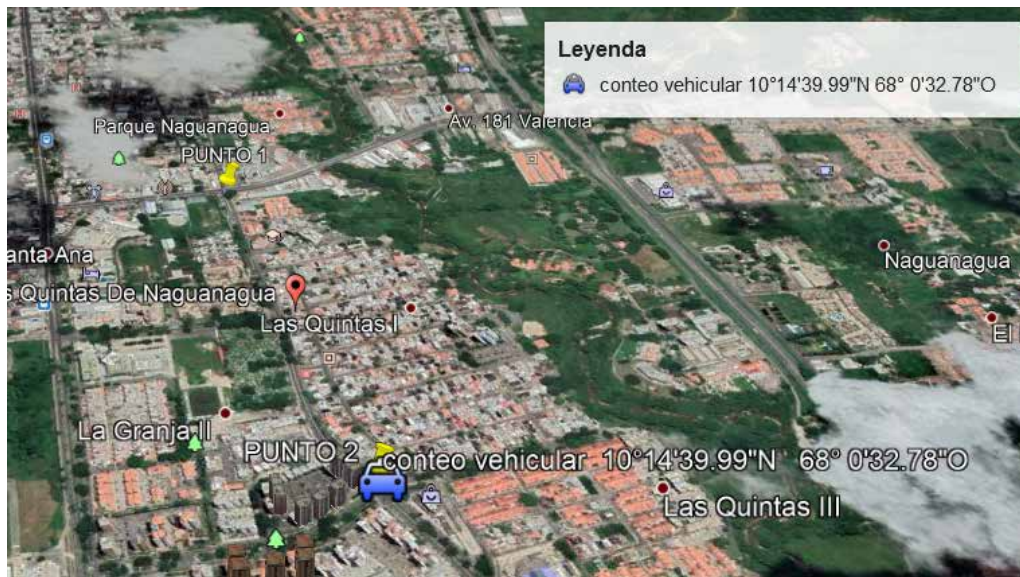 Leyenda
conteo vehicular 10°14'39.99"N 68° 0'32.78"O
Parque Naguanagua
Av. 181 Valencia
PUNTO 1
anta Ana
Naguanagua
s Quintas De Naguanagua
Las Quintas I
El
La Granja II
PUNTO 2
conteo vehicular 10°14'39.99"N 68° 0'32.78"O
Las Quintas III